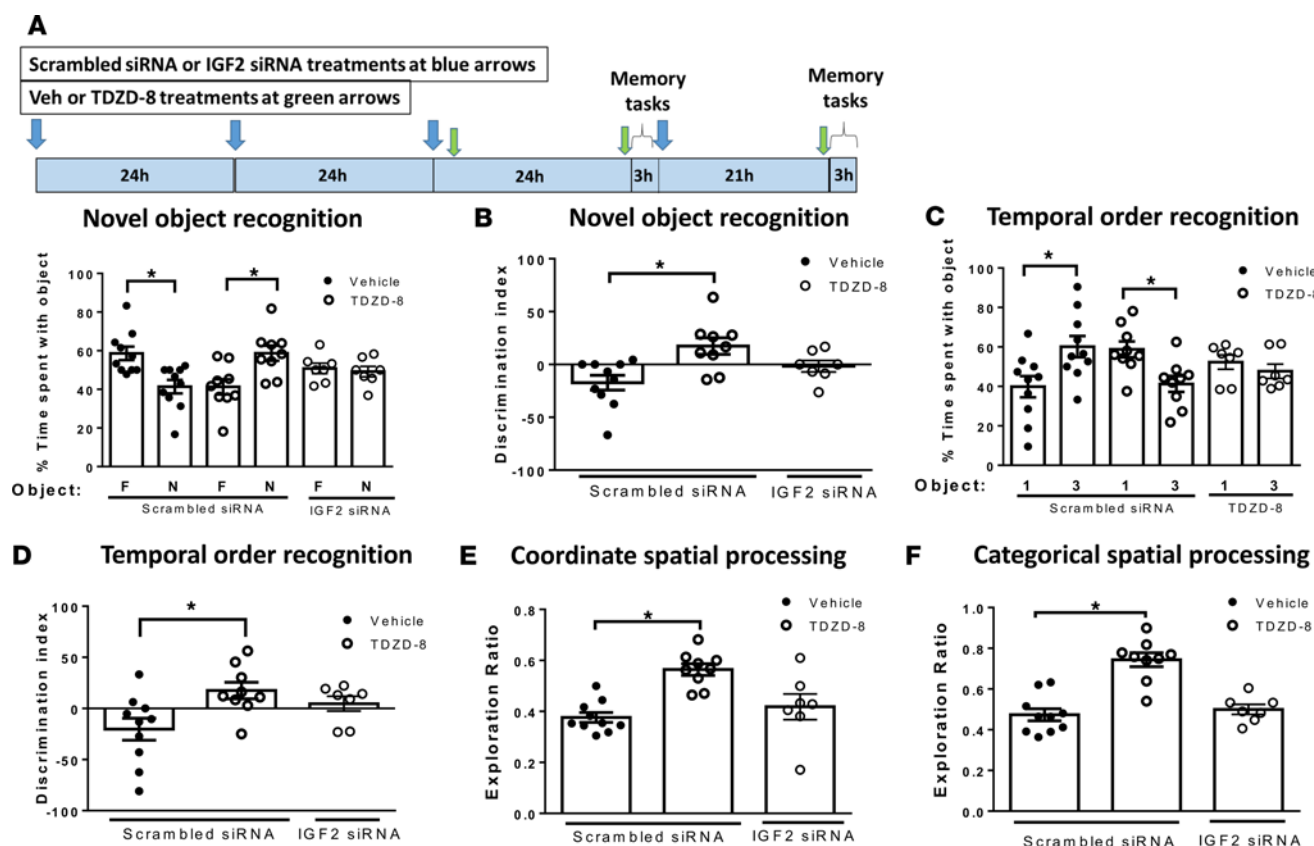 A
Scrambled siRNA or IGF2 siRNA treatments at blue arrows
Veh or TDZD-8 treatments at green arrows
Memory
tasks
Memory
tasks
24h
24h
24h
3h
21h
3h
Novel object recognition
% Time spent with object
100
80
60
40
20
0
*
*
Vehicle
TDZD-8
Object:
F
N
F
N
F
N
Scrambled siRNA
IGF2 siRNA
B
Novel object recognition
Discrimination index
100
50
0
-50
-100
*
Vehicle
TDZD-8
Scrambled siRNA
IGF2 siRNA
C
Temporal order recognition
% Time spent with object
100
80
60
40
20
0
*
*
Vehicle
TDZD-8
Object:
1
3
1
3
1
3
Scrambled siRNA
TDZD-8
D
Temporal order recognition
Discrimination index
100
50
0
-50
-100
*
Vehicle
TDZD-8
Scrambled siRNA
IGF2 siRNA
E
Coordinate spatial processing
Exploration Ratio
0.8
0.6
0.4
0.2
0.0
*
Vehicle
TDZD-8
Scrambled siRNA
IGF2 siRNA
F
Categorical spatial processing
Exploration Ratio
1.0
0.8
0.6
0.4
0.2
0.0
*
Vehicle
TDZD-8
Scrambled siRNA
IGF2 siRNA